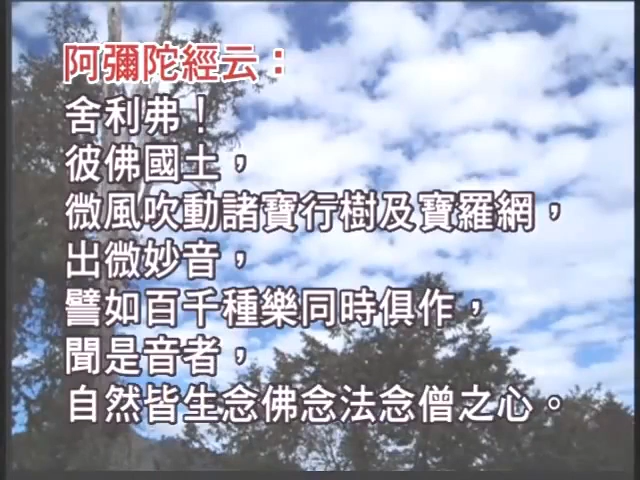 阿彌陀經云：
舍利弗！
彼佛國土，
微風吹動諸寶行樹及寶羅網，
出微妙音，
譬如百千種樂同時俱作，
聞是音者，
自然皆生念佛念法念僧之心。